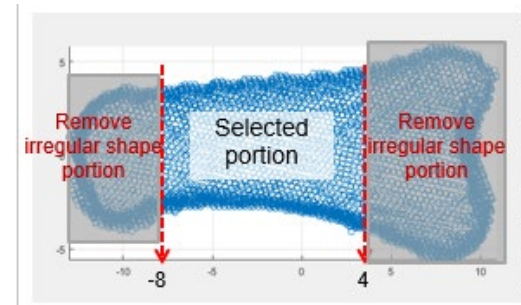 5
Remove
irregular shape
portion
Selected
portion
Remove
irregular shape
portion
-5
-10
-5
0
5
10
-8
4